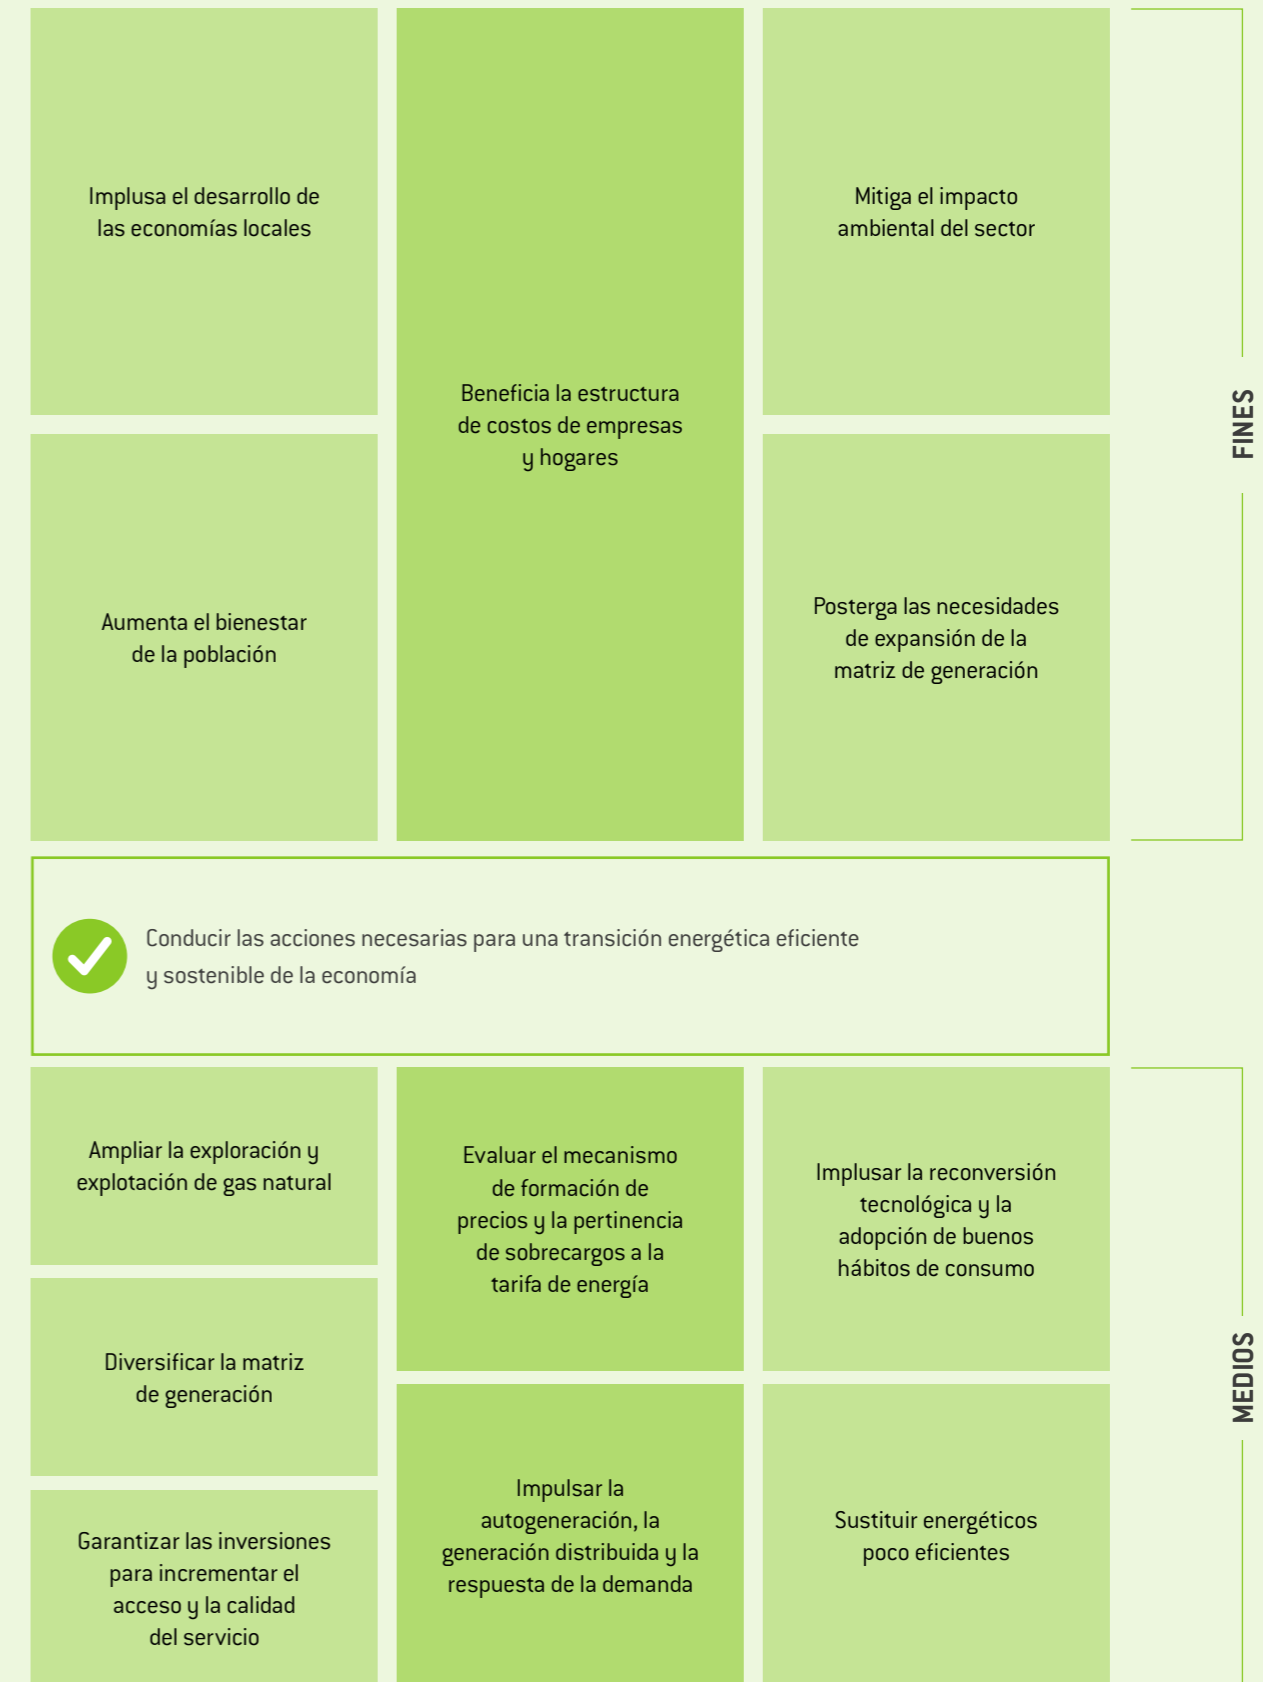 Implusa el desarrollo de
las economías locales
Beneficia la estructura
de costos de empresas
y hogares
Mitiga el impacto
ambiental del sector
Aumenta el bienestar
de la población
Posterga las necesidades
de expansión de la
matriz de generación
FINES
Conducir las acciones necesarias para una transición energética eficiente
y sostenible de la economía
Ampliar la exploración y
explotación de gas natural
Diversificar la matriz
de generación
Garantizar las inversiones
para incrementar el
acceso y la calidad
del servicio
Evaluar el mecanismo
de formación de
precios y la pertinencia
de sobrecargos a la
tarifa de energía
Impulsar la
autogeneración, la
generación distribuida y la
respuesta de la demanda
Implusar la reconversión
tecnológica y la
adopción de buenos
hábitos de consumo
Sustituir energéticos
poco eficientes
MEDIOS